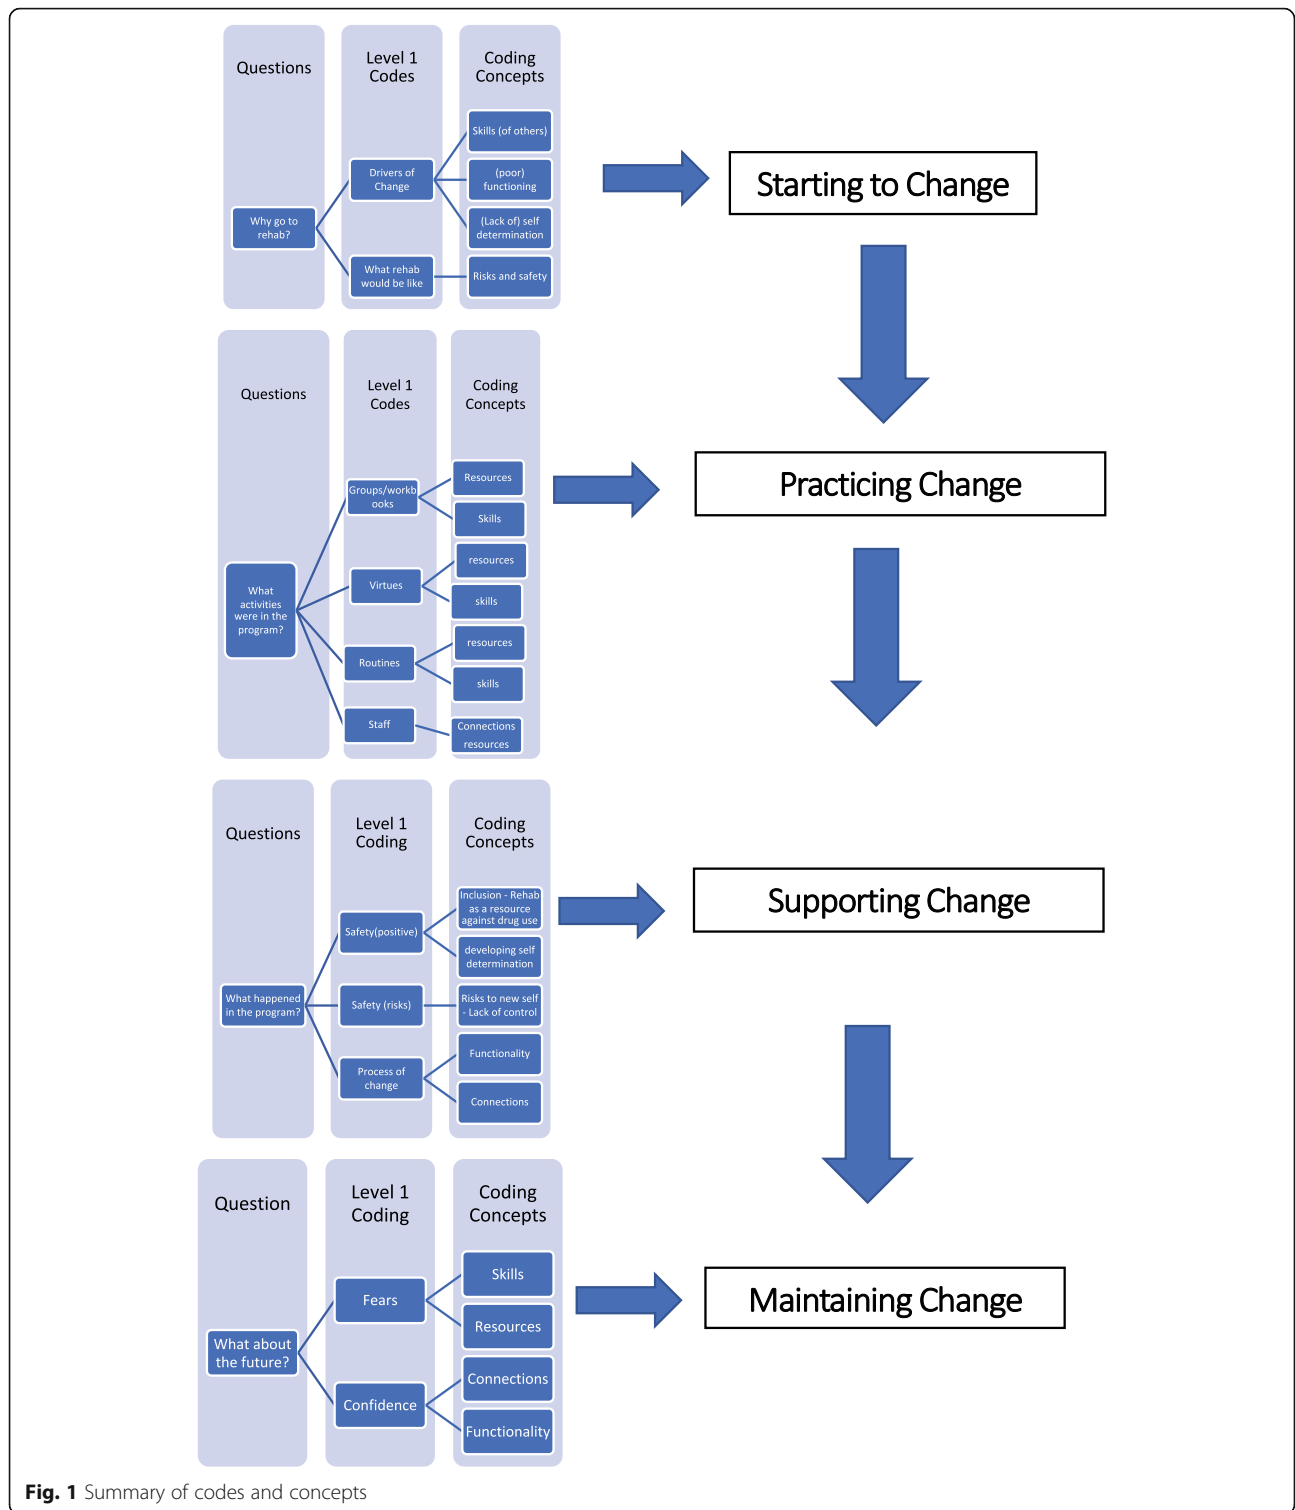 Questions
Level 1
Codes
Coding
Concepts
Why go to
rehab?
Drivers of
Change
What rehab
would be like
Skills (of others)
(poor)
functioning
(Lack of) self
determination
Risks and safety
Starting to Change
Questions
Level 1
Codes
Coding
Concepts
What
activities
were in the
program?
Groups/workb
ooks
Virtues
Routines
Staff
Resources
Skills
resources
skills
resources
skills
Connections
resources
Practicing Change
Questions
Level 1
Coding
Coding
Concepts
What happened
in the program?
Safety(positive)
Safety (risks)
Process of
change
Inclusion - Rehab
as a resource
against drug use
developing self
determination
Risks to new self
- Lack of control
Functionality
Connections
Supporting Change
Question
Level 1
Coding
Coding
Concepts
What about
the future?
Fears
Confidence
Skills
Resources
Connections
Functionality
Maintaining Change
Fig. 1 Summary of codes and concepts